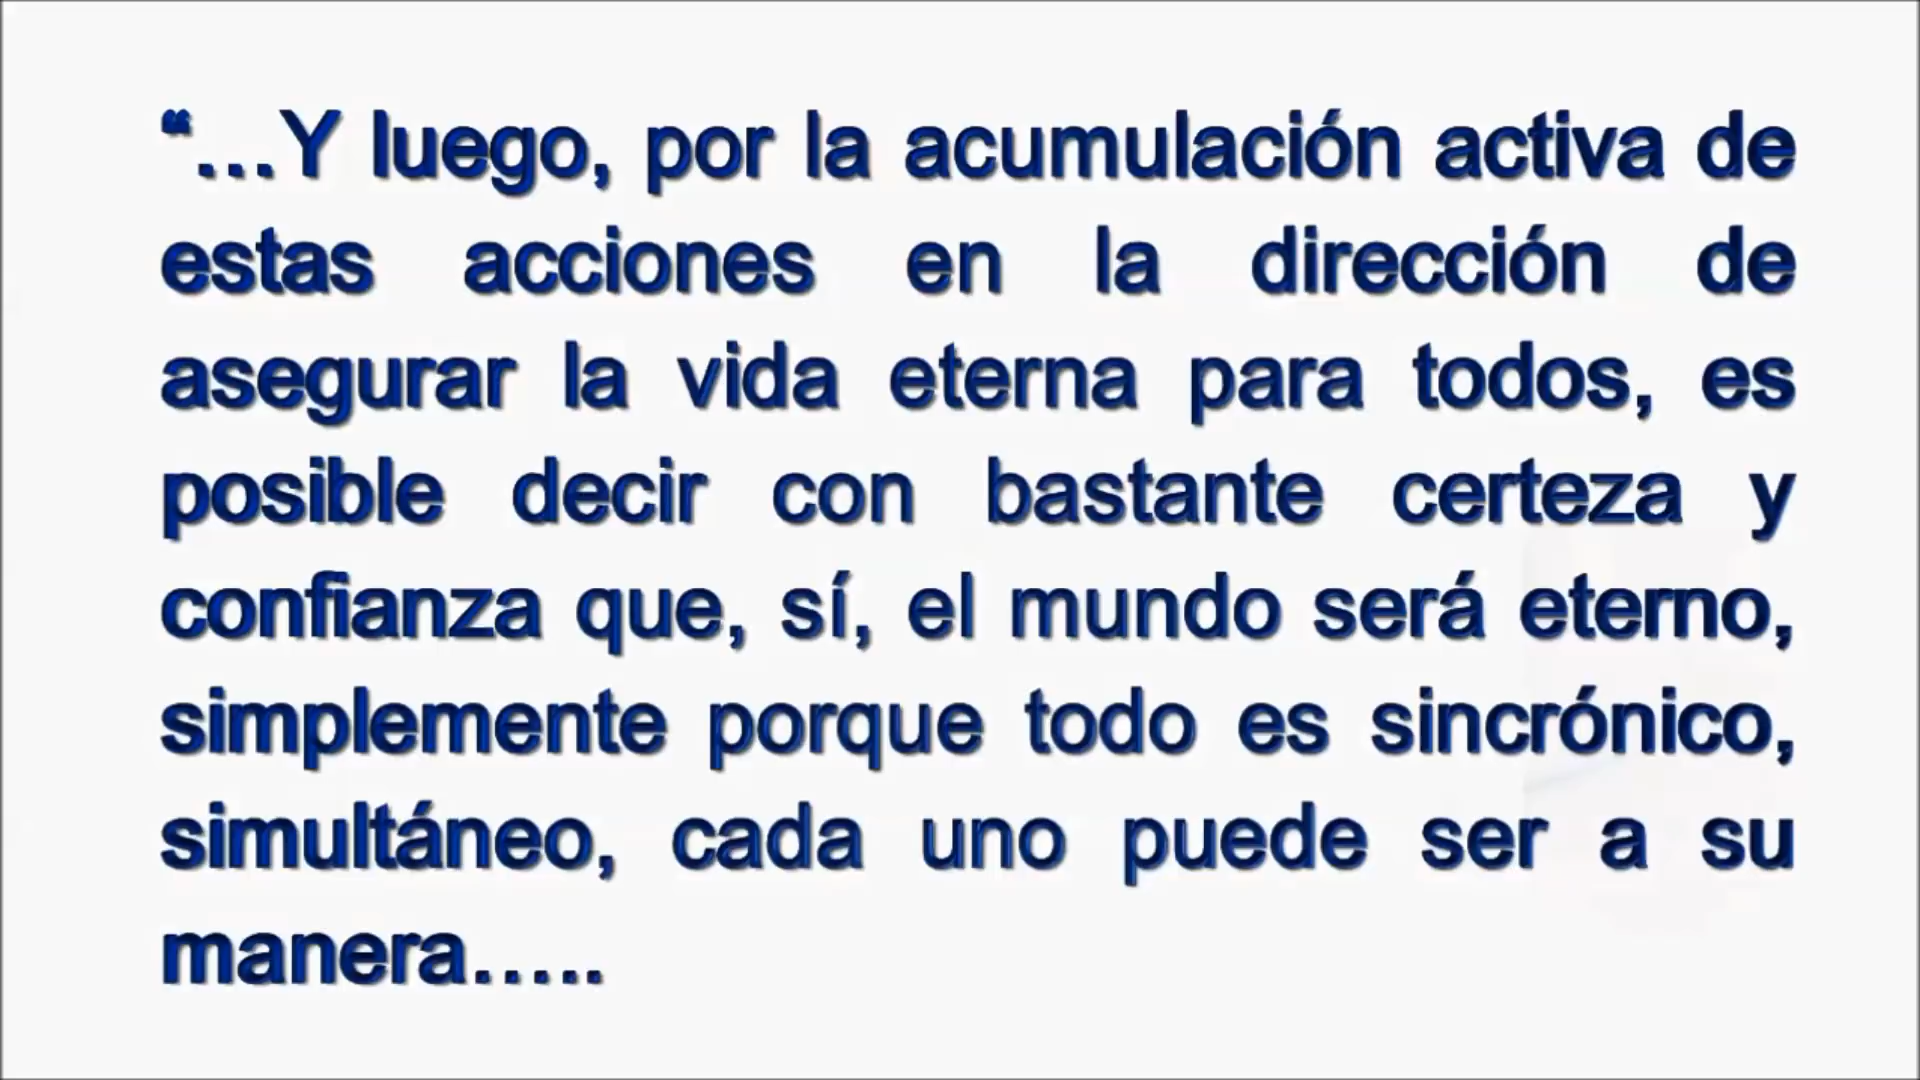 “…Y luego, por la acumulación activa de
estas acciones en la dirección de
asegurar la vida eterna para todos, es
posible decir con bastante certeza y
confianza que, sí, el mundo será eterno,
simplemente porque todo es sincrónico,
simultáneo, cada uno puede ser a su
manera…..